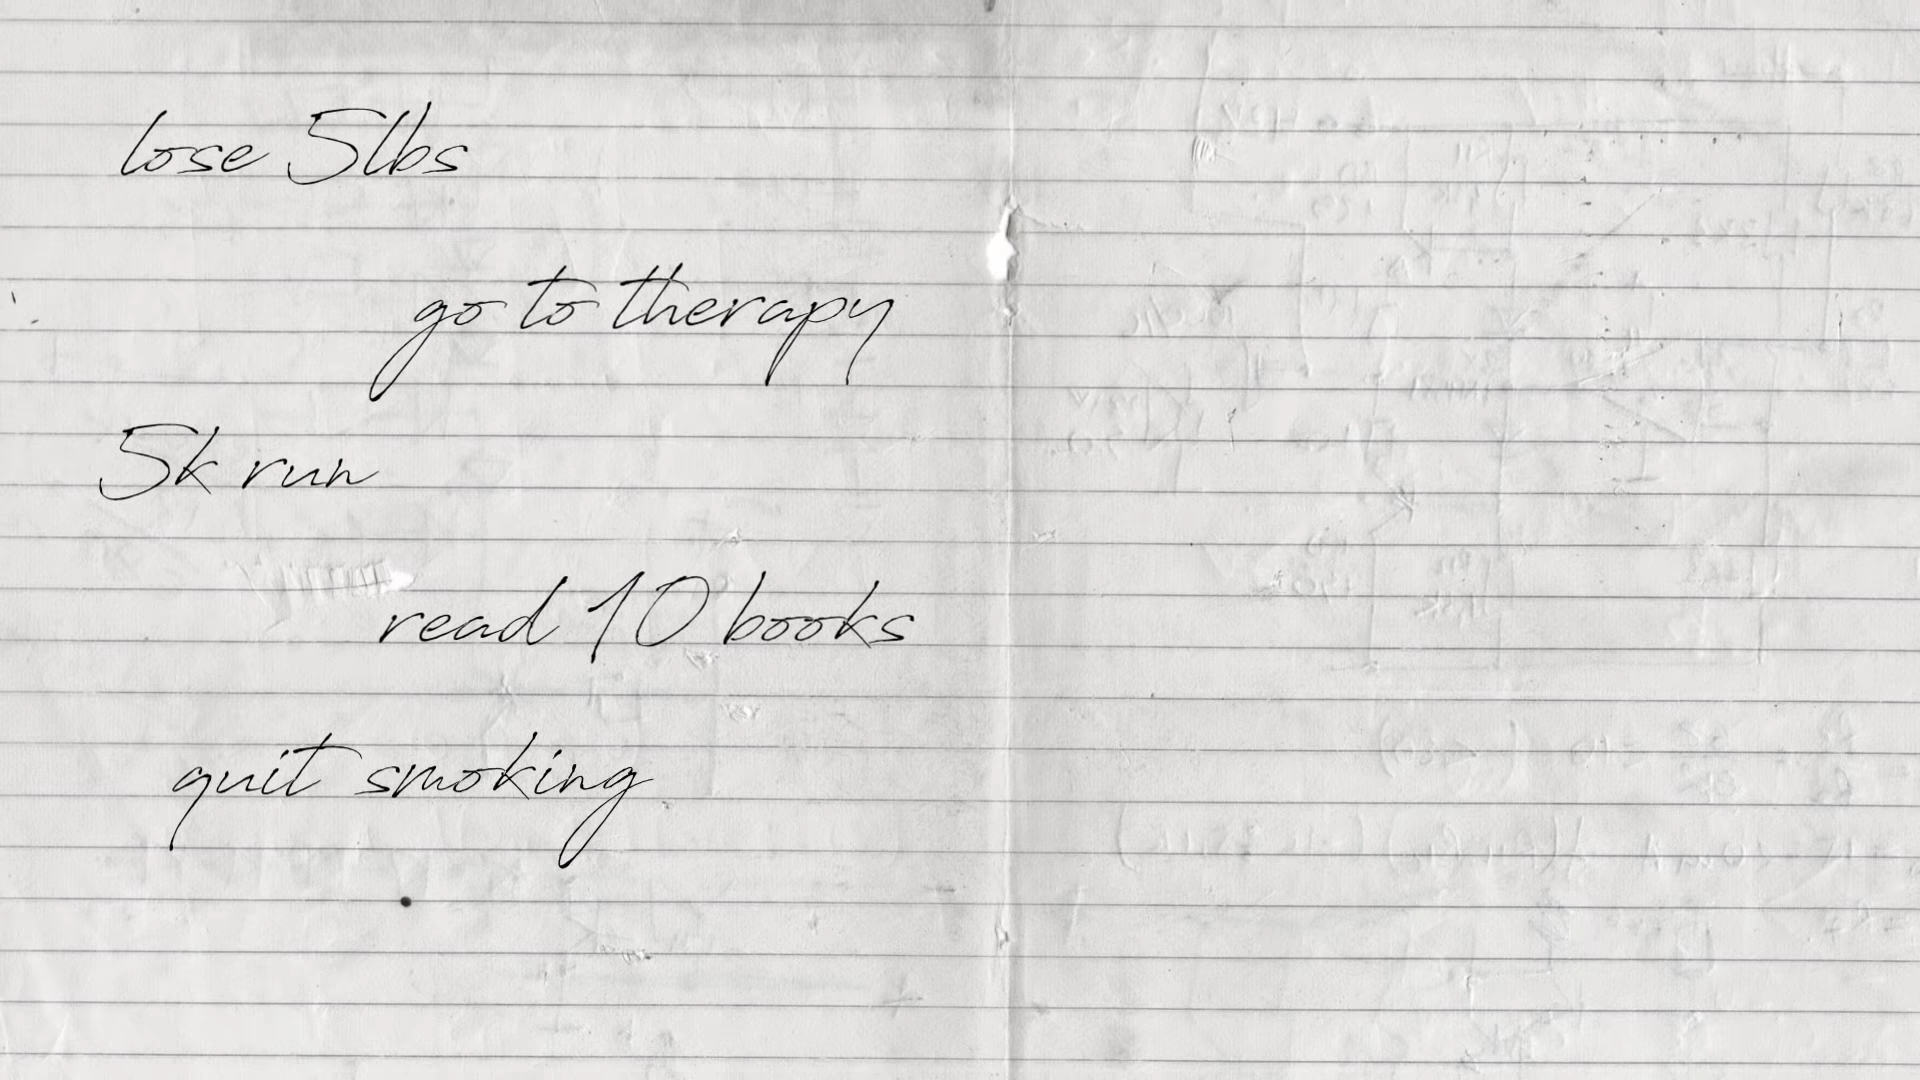 lose 5lbs
go to therapy
5k run
read 10 books
quit smoking